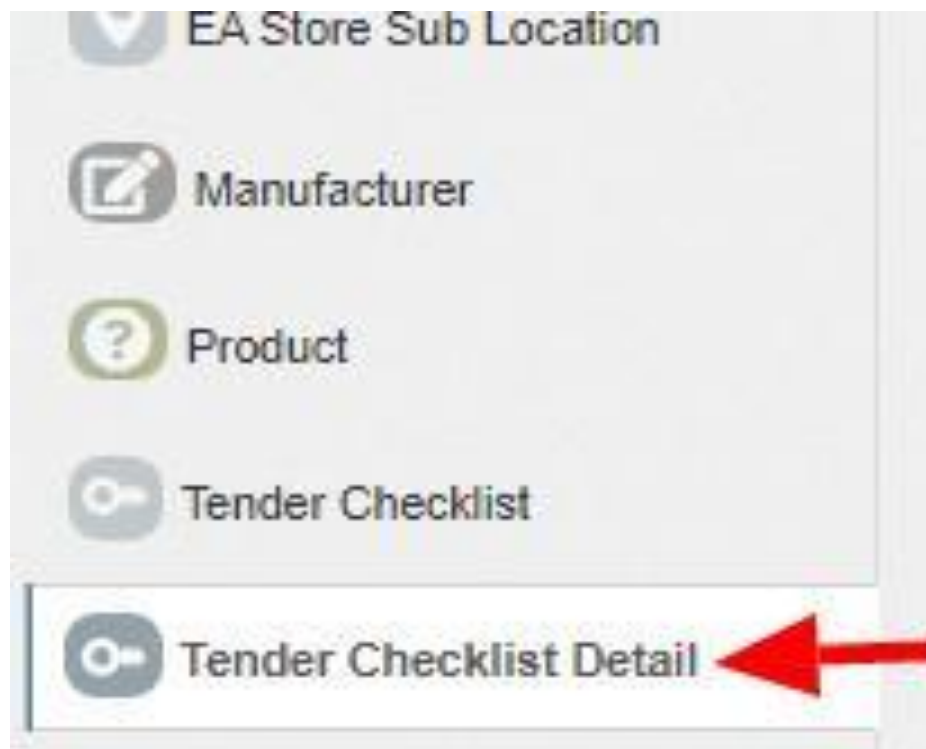 EA Store Sub Location
Manufacturer
Product
Tender Checklist
Tender Checklist Detail